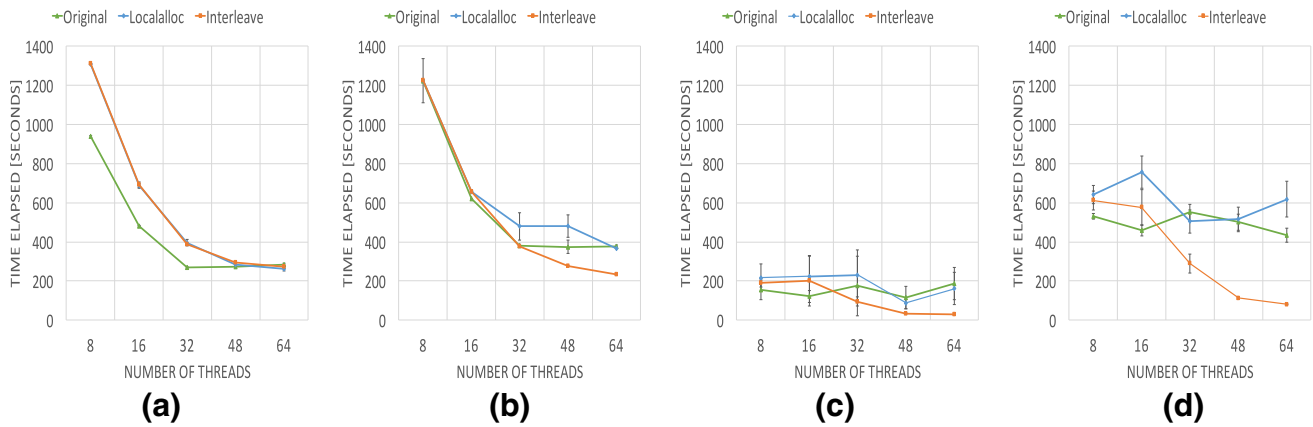 Original Localalloc Interleave
TIME ELAPSED [SECONDS]
1400
1200
1000
800
600
400
200
0
8 16 32 48 64
NUMBER OF THREADS
(a)
Original Localalloc Interleave
TIME ELAPSED [SECONDS]
1400
1200
1000
800
600
400
200
0
8 16 32 48 64
NUMBER OF THREADS
(b)
Original Localalloc Interleave
TIME ELAPSED [SECONDS]
1400
1200
1000
800
600
400
200
0
8 16 32 48 64
NUMBER OF THREADS
(c)
Original Localalloc Interleave
TIME ELAPSED [SECONDS]
1400
1200
1000
800
600
400
200
0
8 16 32 48 64
NUMBER OF THREADS
(d)